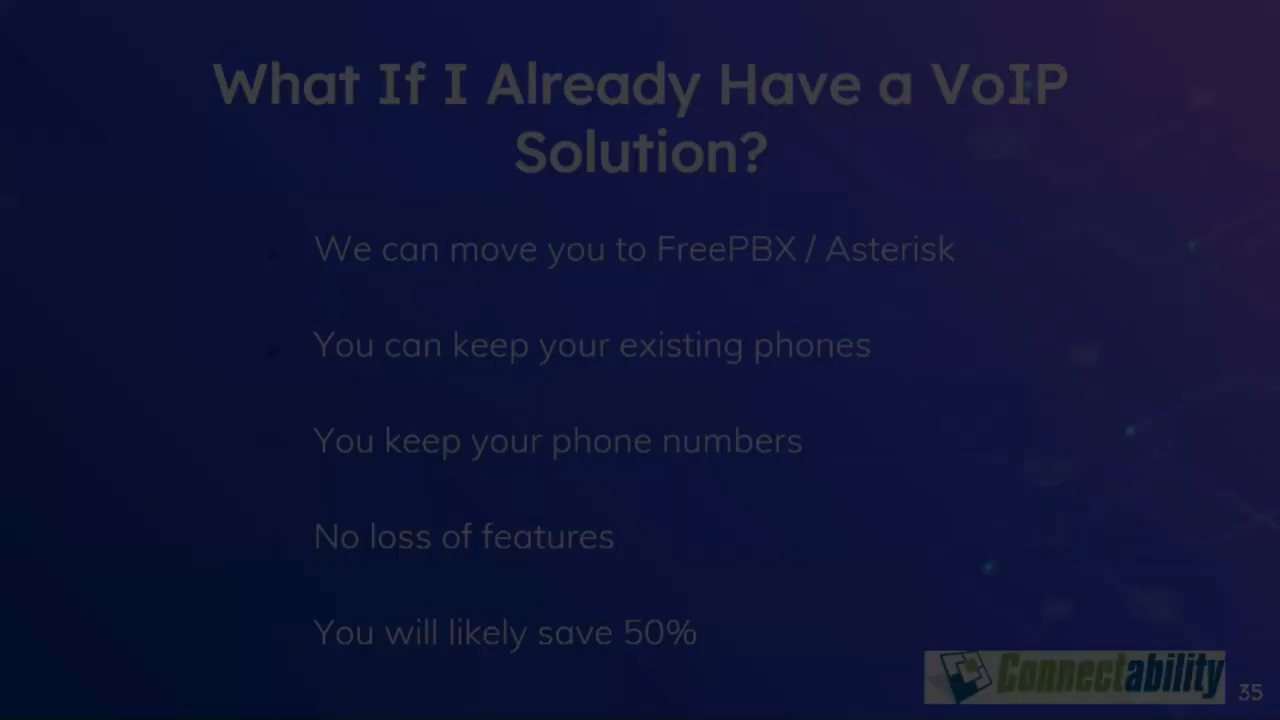 What If I Already Have a VoIP
Solution?
We can move you to FreePBX / Asterisk
You can keep your existing phones
You keep your phone numbers
No loss of features
You will likely save 50%
Connectability
35